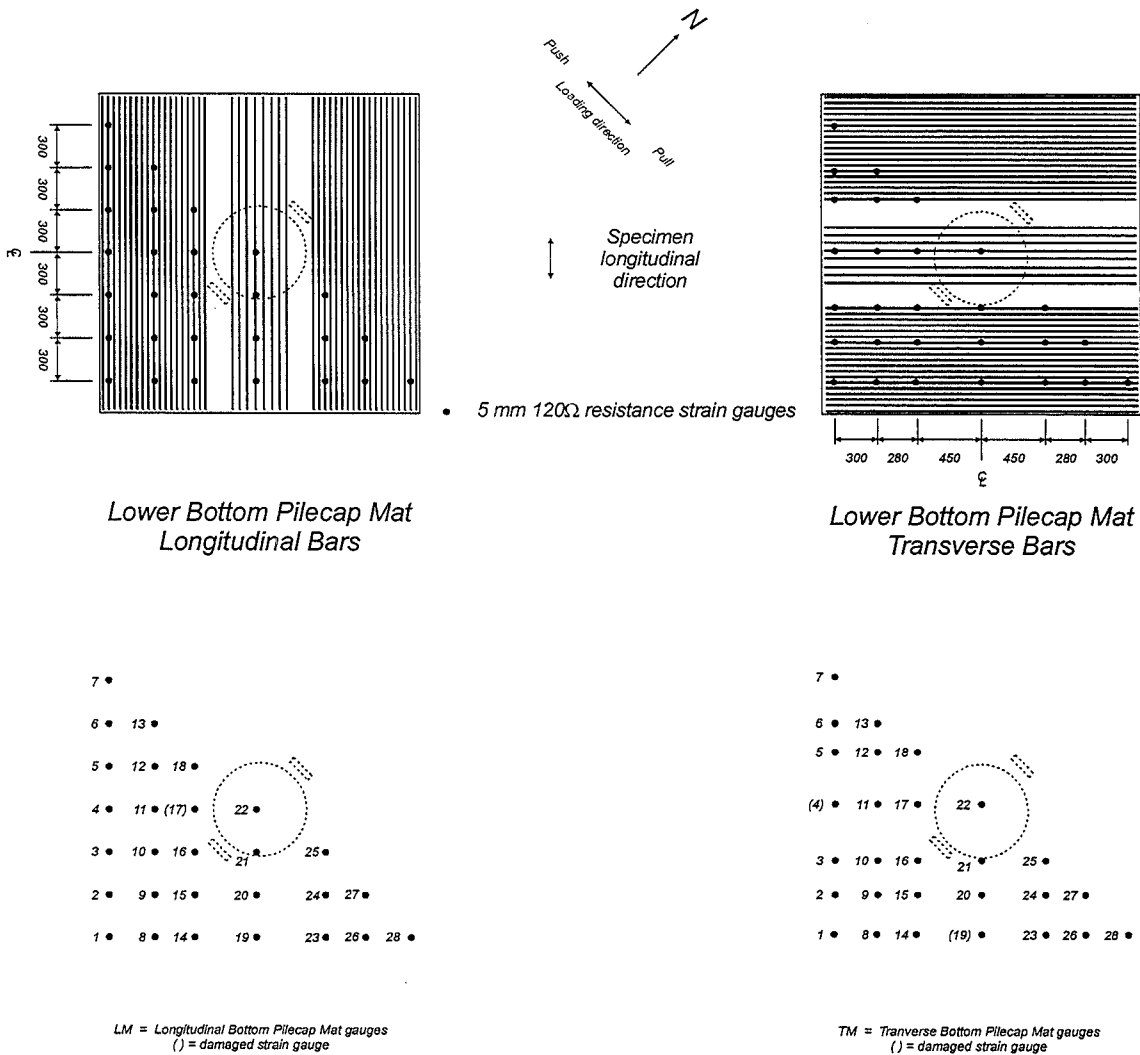 N
Push
Loading direction
Pull
300
300
300
300
300
300
℄
Specimen
longitudinal
direction
• 5 mm 120Ω resistance strain gauges
300 280 450 450 280 300
℄
Lower Bottom Pilecap Mat
Longitudinal Bars
Lower Bottom Pilecap Mat
Transverse Bars
7
6 13
5 12 18
4 11 (17) 22
3 10 16 21 25
2 9 15 20 24 27
1 8 14 19 23 26 28
LM = Longitudinal Bottom Pilecap Mat gauges
( ) = damaged strain gauge
7
6 13
5 12 18
(4) 11 17 22
3 10 16 21 25
2 9 15 20 24 27
1 8 14 (19) 23 26 28
TM = Tranverse Bottom Pilecap Mat gauges
( ) = damaged strain gauge